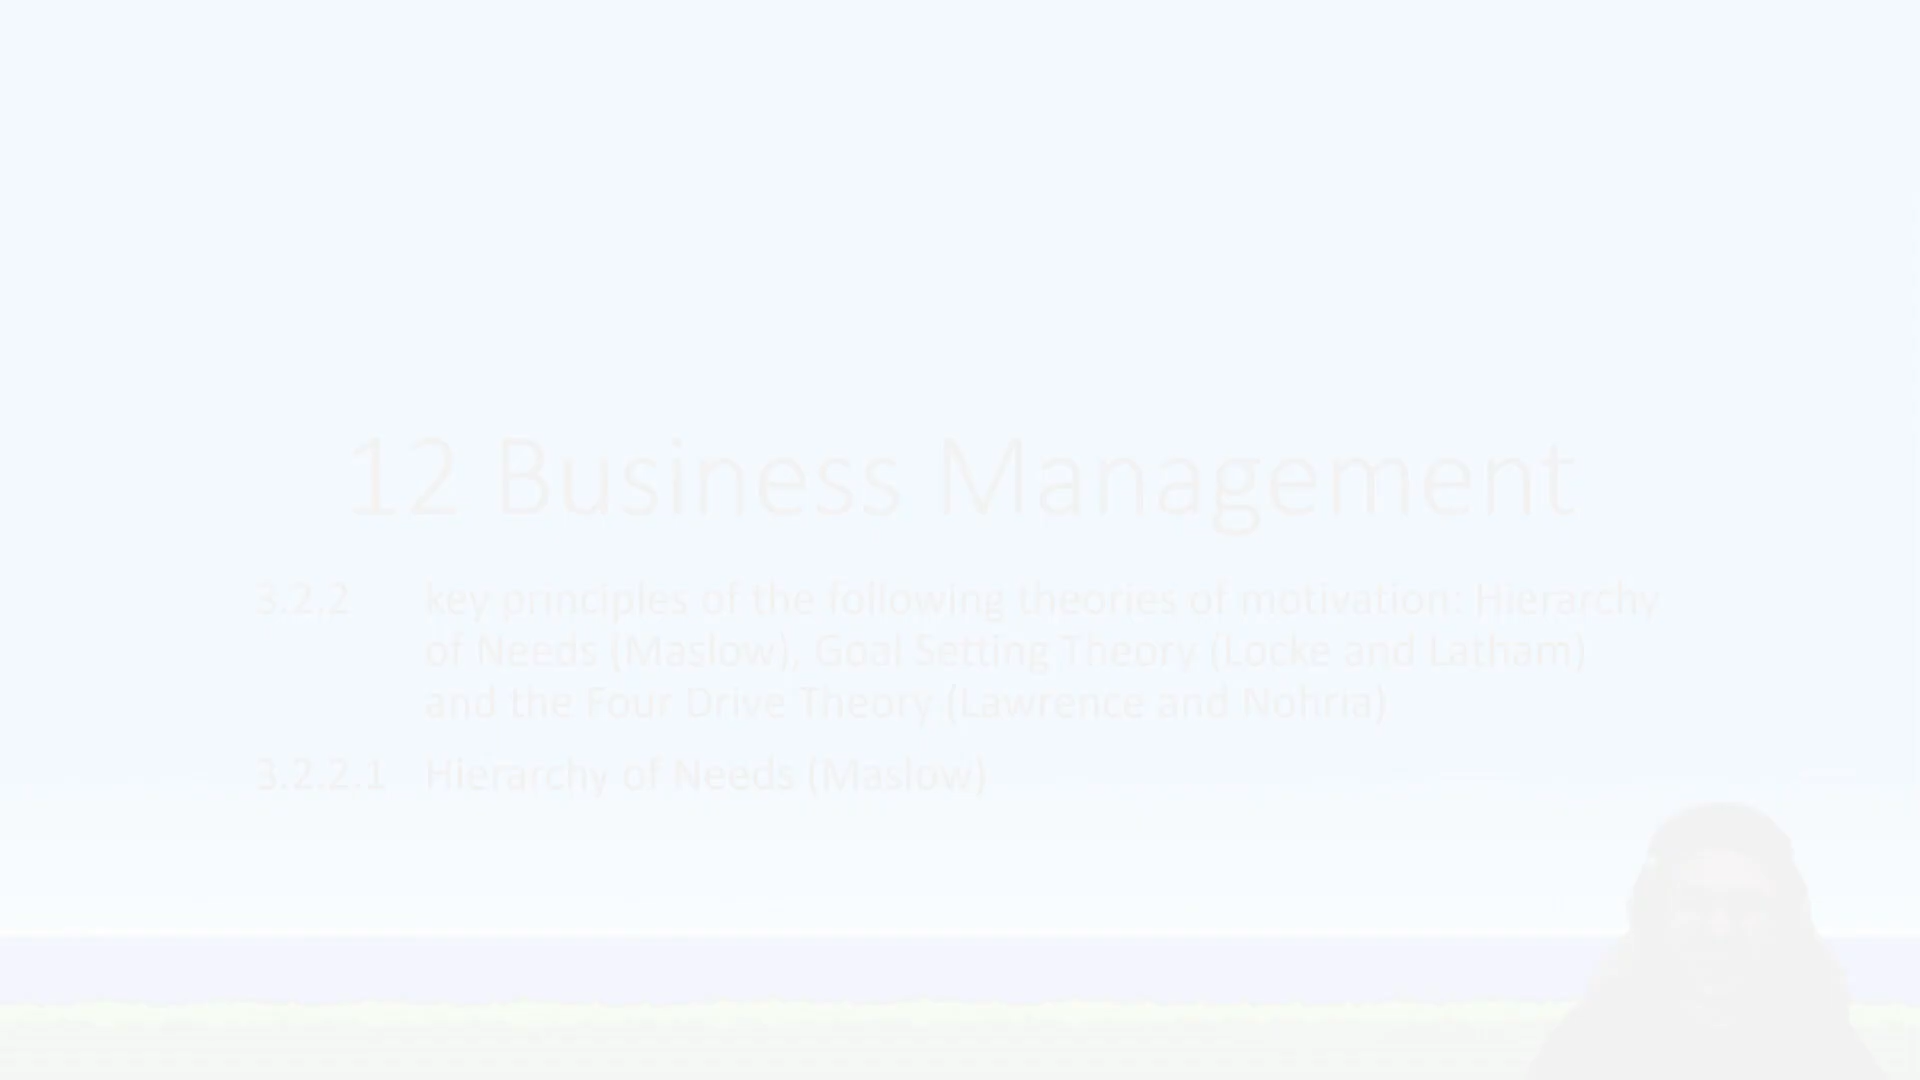 12 Business Management
3.2.2 key principles of the following theories of motivation: Hierarchy
of Needs (Maslow), Goal Setting Theory (Locke and Latham)
and the Four Drive Theory (Lawrence and Nohria)
3.2.2.1 Hierarchy of Needs (Maslow)